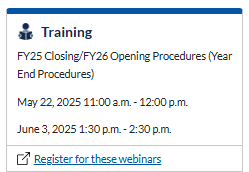 Training
FY25 Closing/FY26 Opening Procedures (Year
End Procedures)
May 22, 2025 11:00 a.m. - 12:00 p.m.
June 3, 2025 1:30 p.m. - 2:30 p.m.
Register for these webinars